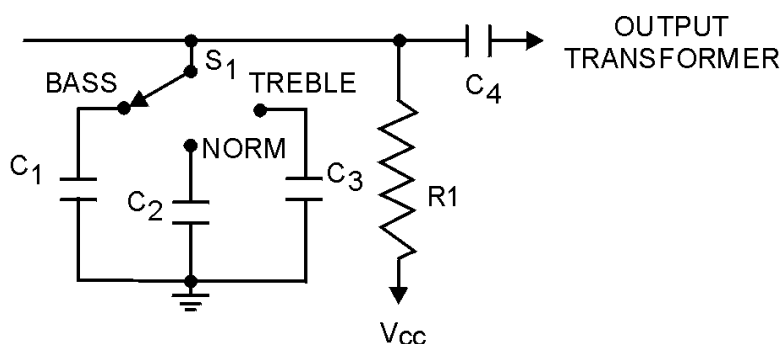 OUTPUT
TRANSFORMER
S1
BASS
TREBLE
C4
NORM
C1
C2
C3
R1
Vcc